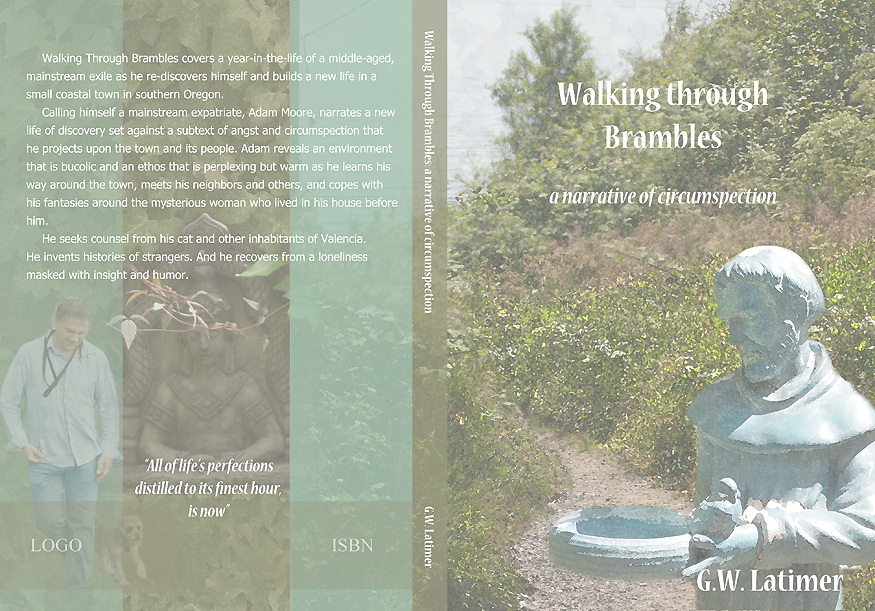 Walking Through Brambles covers a year-in-the-life of a middle-aged,
mainstream exile as he re-discovers himself and builds a new life in a
small coastal town in southern Oregon.
Calling himself a mainstream expatriate, Adam Moore, narrates a new
life of discovery set against a subtext of angst and circumspection that
he projects upon the town and its people. Adam reveals an environment
that is bucolic and an ethos that is perplexing but warm as he learns his
way around the town, meets his neighbors and others, and copes with
his fantasies around the mysterious woman who lived in his house before
him.
He seeks counsel from his cat and other inhabitants of Valencia.
He invents histories of strangers. And he recovers from a loneliness
masked with insight and humor.
"All of life's perfections
distilled to its finest hour,
is now"
LOGO
ISBN
Walking Through Brambles: a narrative of circumspection
G.W. Latimer
Walking through
Brambles
a narrative of circumspection
G.W. Latimer